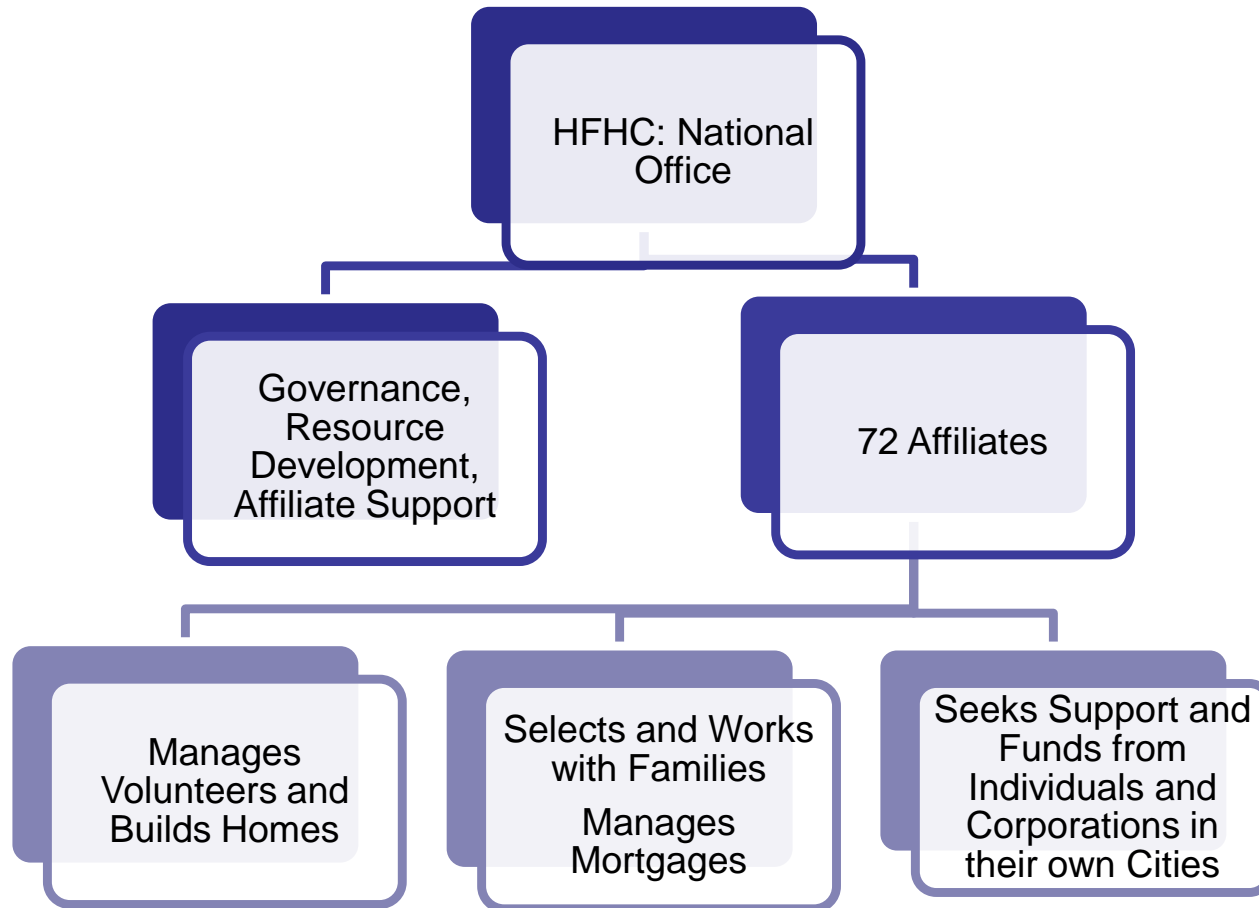 HFHC: National
Office
Governance,
Resource
Development,
Affiliate Support
72 Affiliates
Manages
Volunteers and
Builds Homes
Selects and Works
with Families
Manages
Mortgages
Seeks Support and
Funds from
Individuals and
Corporations in
their own Cities